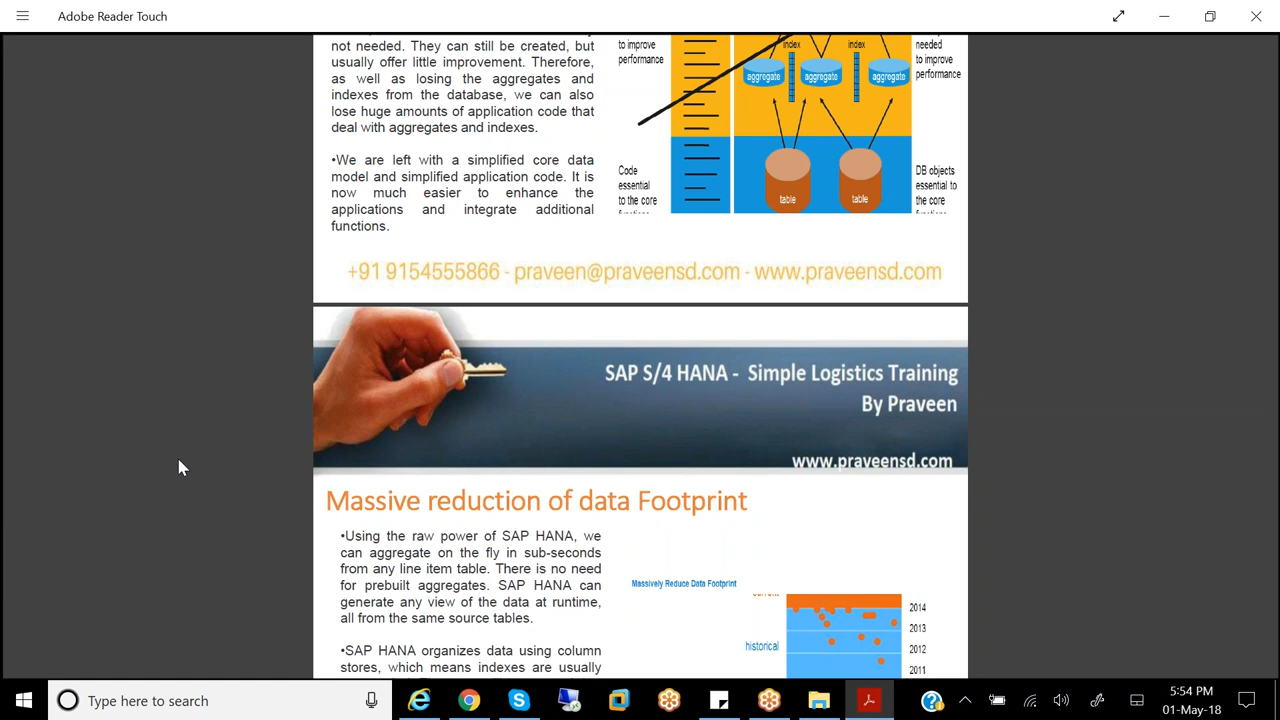 Adobe Reader Touch
not needed. They can still be created, but
usually offer little improvement. Therefore,
as well as losing the aggregates and
indexes from the database, we can also
lose huge amounts of application code that
deal with aggregates and indexes.
•We are left with a simplified core data
model and simplified application code. It is
now much easier to enhance the
applications and integrate additional
functions.
to improve
performance
index
index
needed
to improve
performance
aggregate
aggregate
aggregate
Code
essential
to the core
table
table
DB objects
essential to
the core
+91 9154555866 - praveen@praveensd.com - www.praveensd.com
SAP S/4 HANA - Simple Logistics Training
By Praveen
www.praveensd.com
Massive reduction of data Footprint
•Using the raw power of SAP HANA, we
can aggregate on the fly in sub-seconds
from any line item table. There is no need
for prebuilt aggregates. SAP HANA can
generate any view of the data at runtime,
all from the same source tables.
•SAP HANA organizes data using column
stores, which means indexes are usually
Massively Reduce Data Footprint
2014
2013
historical
2012
2011
Type here to search
5:54 PM
01-May-18